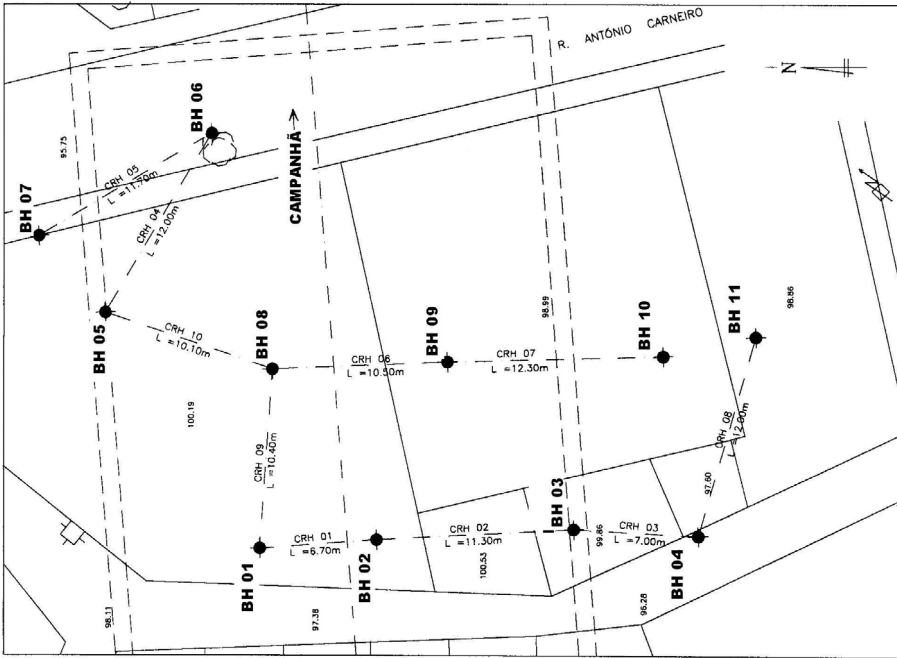 R. ANTÓNIO CARNEIRO
N
BH 06
95.75
BH 07
CRH 05
L =11.70m
CRH 04
L =12.00m
CAMPANHÃ
N
BH 05
CRH 10
L =10.10m
BH 08
BH 09
98.99
BH 10
BH 11
98.86
CRH 06
L =10.50m
CRH 07
L =12.30m
100.19
CRH 09
L =10.40m
CRH 08
L =12.00m
97.60
BH 03
CRH 01
L =6.70m
CRH 02
L =11.30m
99.86
CRH 03
L =7.00m
BH 01
BH 02
100.53
BH 04
98.11
97.38
96.28